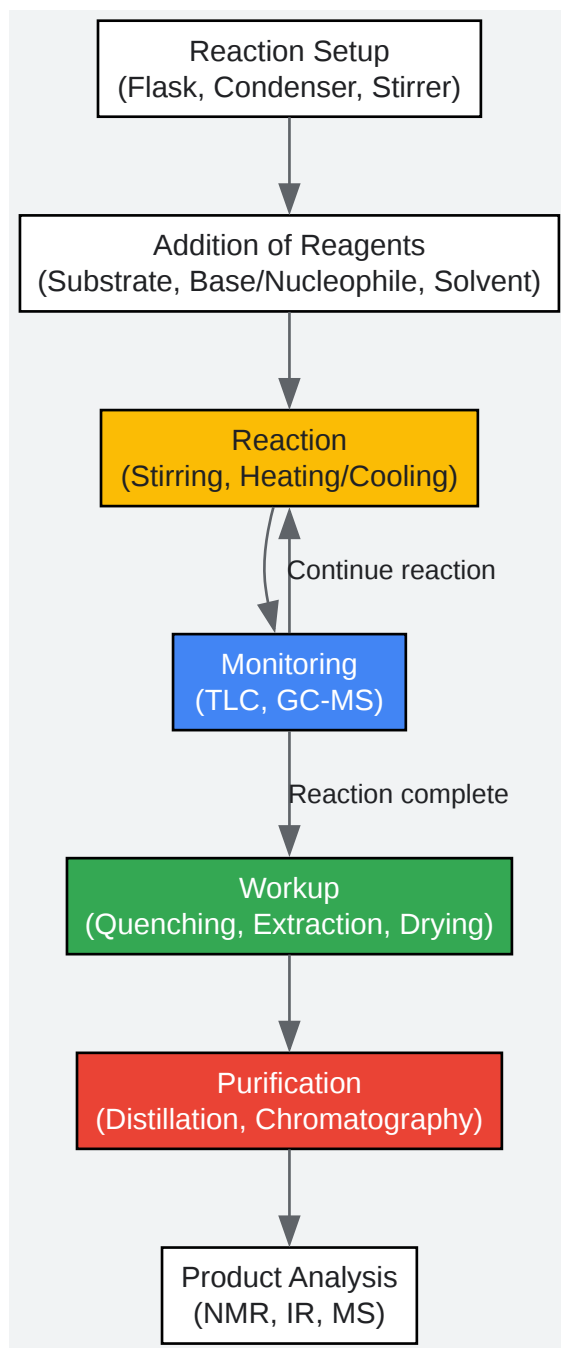 Reaction Setup
(Flask, Condenser, Stirrer)
Addition of Reagents
(Substrate, Base/Nucleophile, Solvent)
Reaction
(Stirring, Heating/Cooling)
Continue reaction
Monitoring
(TLC, GC-MS)
Reaction complete
Workup
(Quenching, Extraction, Drying)
Purification
(Distillation, Chromatography)
Product Analysis
(NMR, IR, MS)